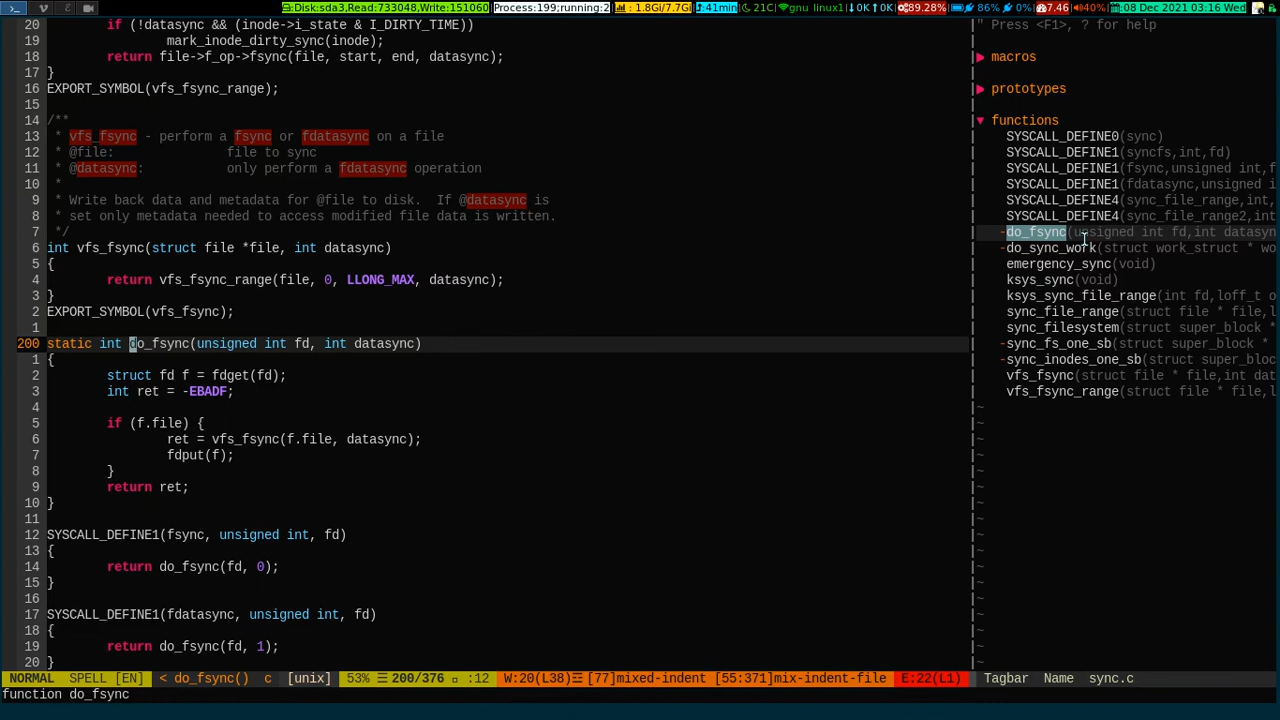 Disk:sda3,Read:733048,Write:151060 Process:199;running:2 : 1.8Gi/7.7Gi :41min 21C gnu linux1 0K 0K 89.28% 86% 0% 7.46 40% :08 Dec 2021 03:16 Wed
20 if (!datasync && (inode->i_state & I_DIRTY_TIME))
19 mark_inode_dirty_sync(inode);
18 return file->f_op->fsync(file, start, end, datasync);
17 }
16 EXPORT_SYMBOL(vfs_fsync_range);
15
14 /**
13 * vfs_fsync - perform a fsync or fdatasync on a file
12 * @file: file to sync
11 * @datasync: only perform a fdatasync operation
10 *
9 * Write back data and metadata for @file to disk. If @datasync is
8 * set only metadata needed to access modified file data is written.
7 */
6 int vfs_fsync(struct file *file, int datasync)
5 {
4 return vfs_fsync_range(file, 0, LLONG_MAX, datasync);
3 }
2 EXPORT_SYMBOL(vfs_fsync);
1
200 static int do_fsync(unsigned int fd, int datasync)
1 {
2 struct fd f = fdget(fd);
3 int ret = -EBADF;
4
5 if (f.file) {
6 ret = vfs_fsync(f.file, datasync);
7 fdput(f);
8 }
9 return ret;
10 }
11
12 SYSCALL_DEFINE1(fsync, unsigned int, fd)
13 {
14 return do_fsync(fd, 0);
15 }
16
17 SYSCALL_DEFINE1(fdatasync, unsigned int, fd)
18 {
19 return do_fsync(fd, 1);
20 }
" Press <F1>, ? for help
▶ macros
▶ prototypes
▼ functions
SYSCALL_DEFINE0(sync)
SYSCALL_DEFINE1(syncfs,int,fd)
SYSCALL_DEFINE1(fsync,unsigned int,f
SYSCALL_DEFINE1(fdatasync,unsigned i
SYSCALL_DEFINE4(sync_file_range,int,
SYSCALL_DEFINE4(sync_file_range2,int
-do_fsync(unsigned int fd,int datasyn
-do_sync_work(struct work_struct * wo
emergency_sync(void)
ksys_sync(void)
ksys_sync_file_range(int fd,loff_t o
sync_file_range(struct file * file,l
sync_filesystem(struct super_block *
-sync_fs_one_sb(struct super_block *
-sync_inodes_one_sb(struct super_bloc
vfs_fsync(struct file * file,int dat
vfs_fsync_range(struct file * file,l
NORMAL SPELL [EN] < do_fsync() c [unix] 53% ☰ 200/376 :12 W:20(L38) [77]mixed-indent [55:371]mix-indent-file E:22(L1) Tagbar Name sync.c
function do_fsync